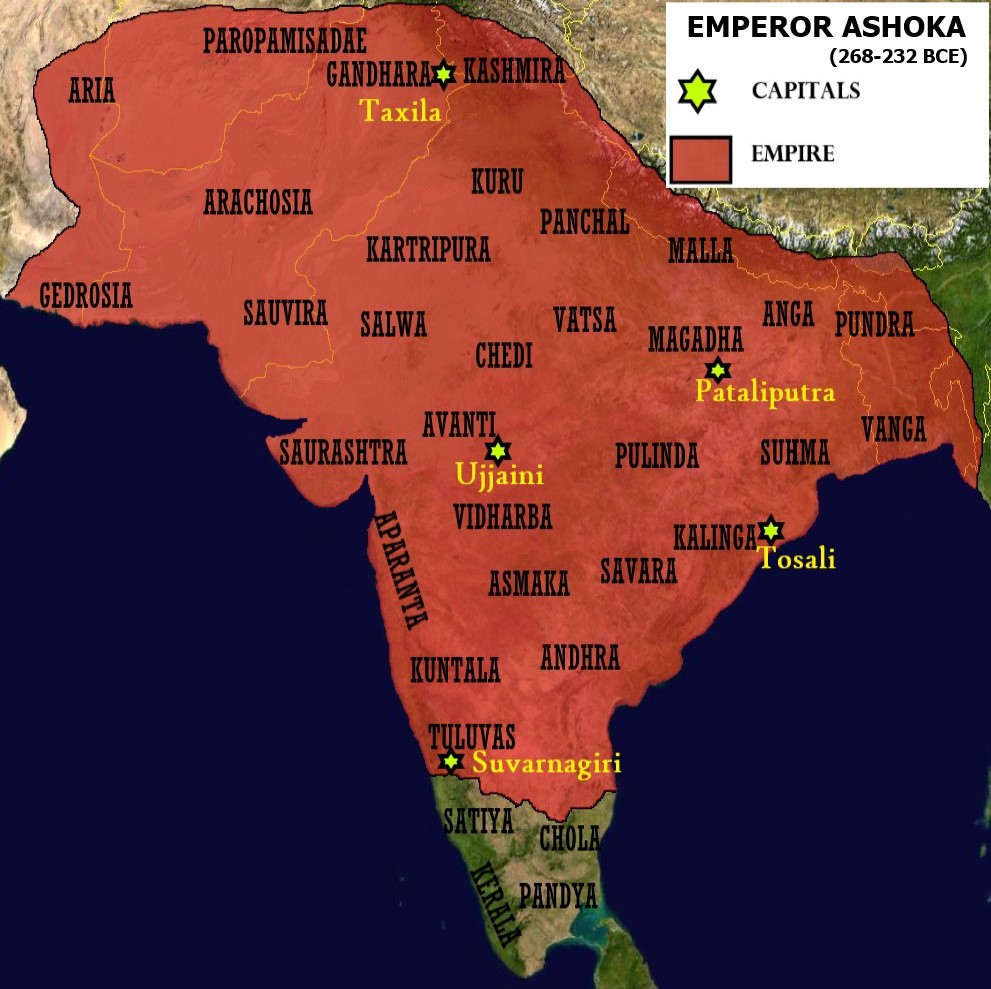 EMPEROR ASHOKA
(268-232 BCE)
CAPITALS
EMPIRE
PAROPAMISADAE
GANDHARA
KASHMIRA
ARIA
Taxila
KURU
ARACHOSIA
PANCHAL
KARTRIPURA
MALLA
GEDROSIA
SAUVIRA
SALWA
VATSA
ANGA
PUNDRA
MAGADHA
CHEDI
Pataliputra
AVANTI
VANGA
SAURASHTRA
PULINDA
SUHMA
Ujjaini
VIDHARBA
KALINGA
Tosali
APARANTA
ASMAKA
SAVARA
KUNTALA
ANDHRA
TULUVAS
Suvarnagiri
SATIYA
CHOLA
KERALA
PANDYA